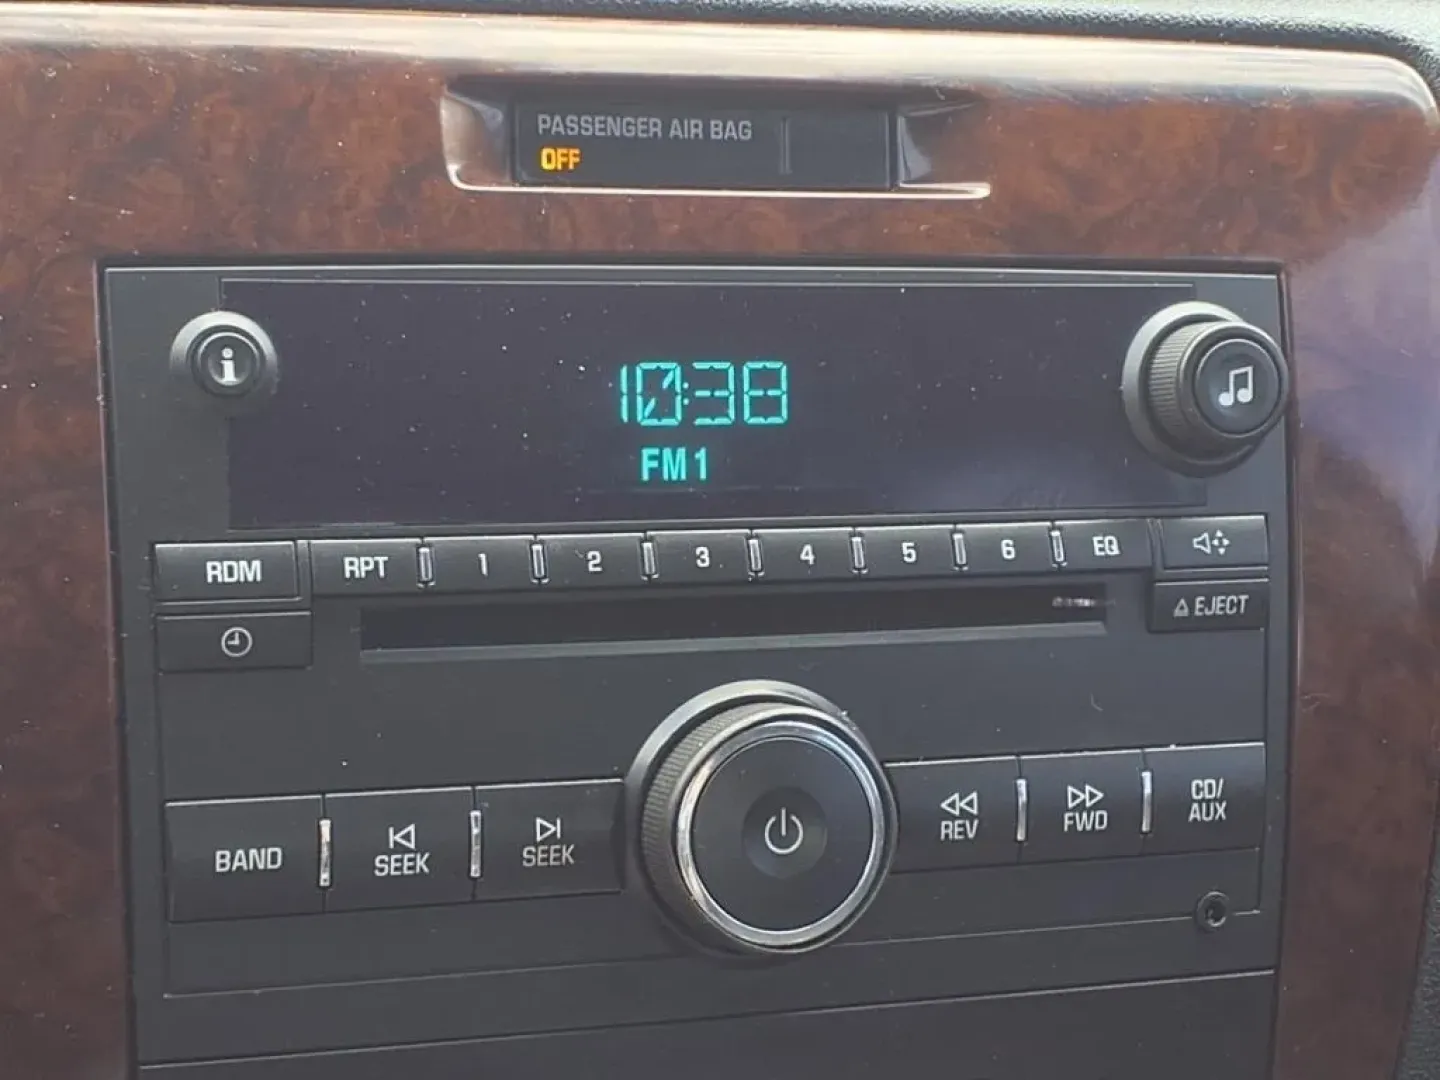 PASSENGER AIR BAG
OFF
i
10:38
FM1
RDM
RPT
1
2
3
4
5
6
EQ
EJECT
BAND
SEEK
SEEK
REV
FWD
CD/
AUX